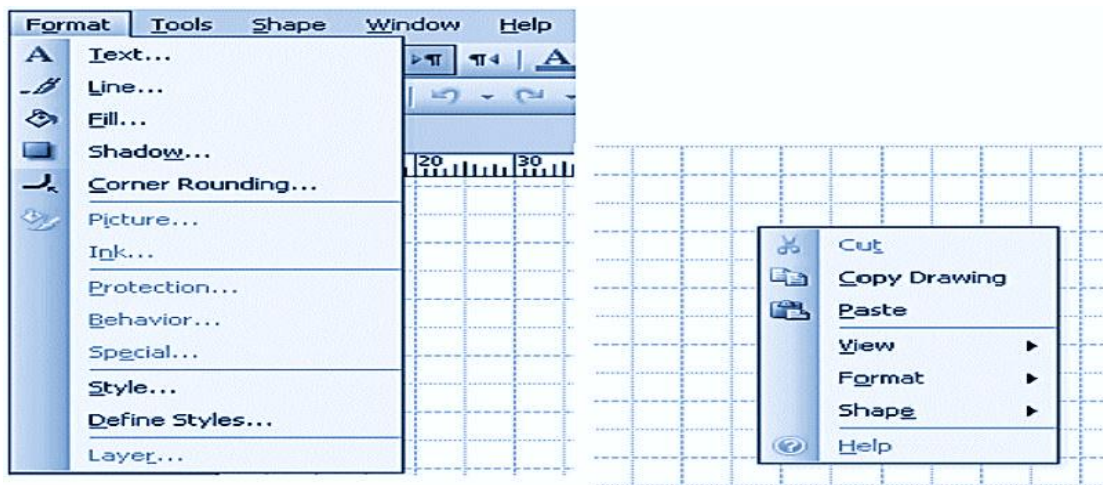 Format Tools Shape Window Help
Text...
Line...
Fill...
Shadow...
Corner Rounding...
Picture...
Ink...
Protection...
Behavior...
Special...
Style...
Define Styles...
Layer...
A
20 30
Cut
Copy Drawing
Paste
View
Format
Shape
Help